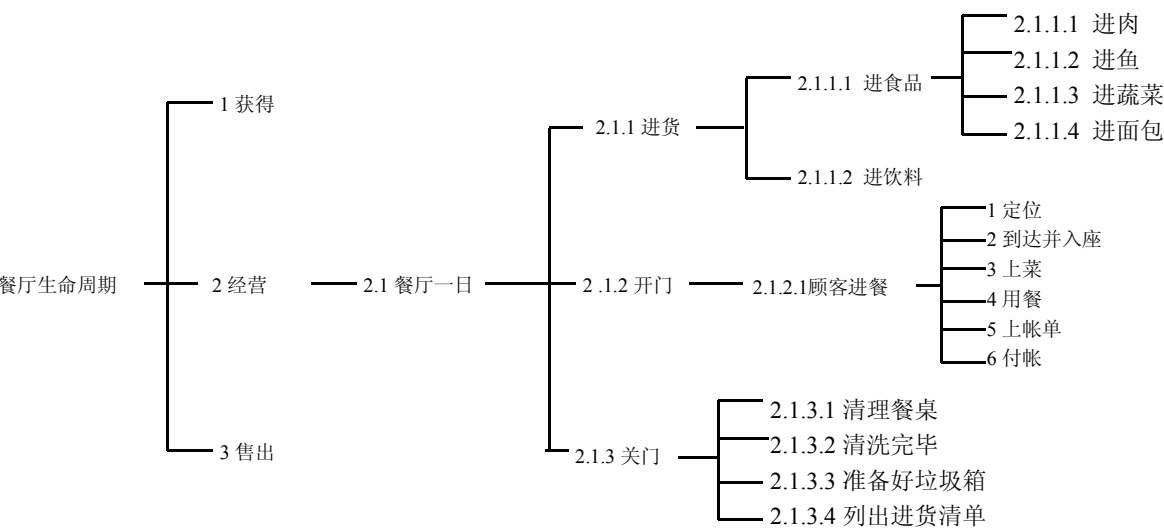 餐厅生命周期
1 获得
2 经营
2.1 餐厅一日
2.1.1 进货
2.1.1.1 进食品
2.1.1.1 进肉
2.1.1.2 进鱼
2.1.1.3 进蔬菜
2.1.1.4 进面包
2.1.1.2 进饮料
2 .1.2 开门
2.1.2.1顾客进餐
1 定位
2 到达并入座
3 上菜
4 用餐
5 上帐单
6 付帐
2.1.3 关门
2.1.3.1 清理餐桌
2.1.3.2 清洗完毕
2.1.3.3 准备好垃圾箱
2.1.3.4 列出进货清单
3 售出